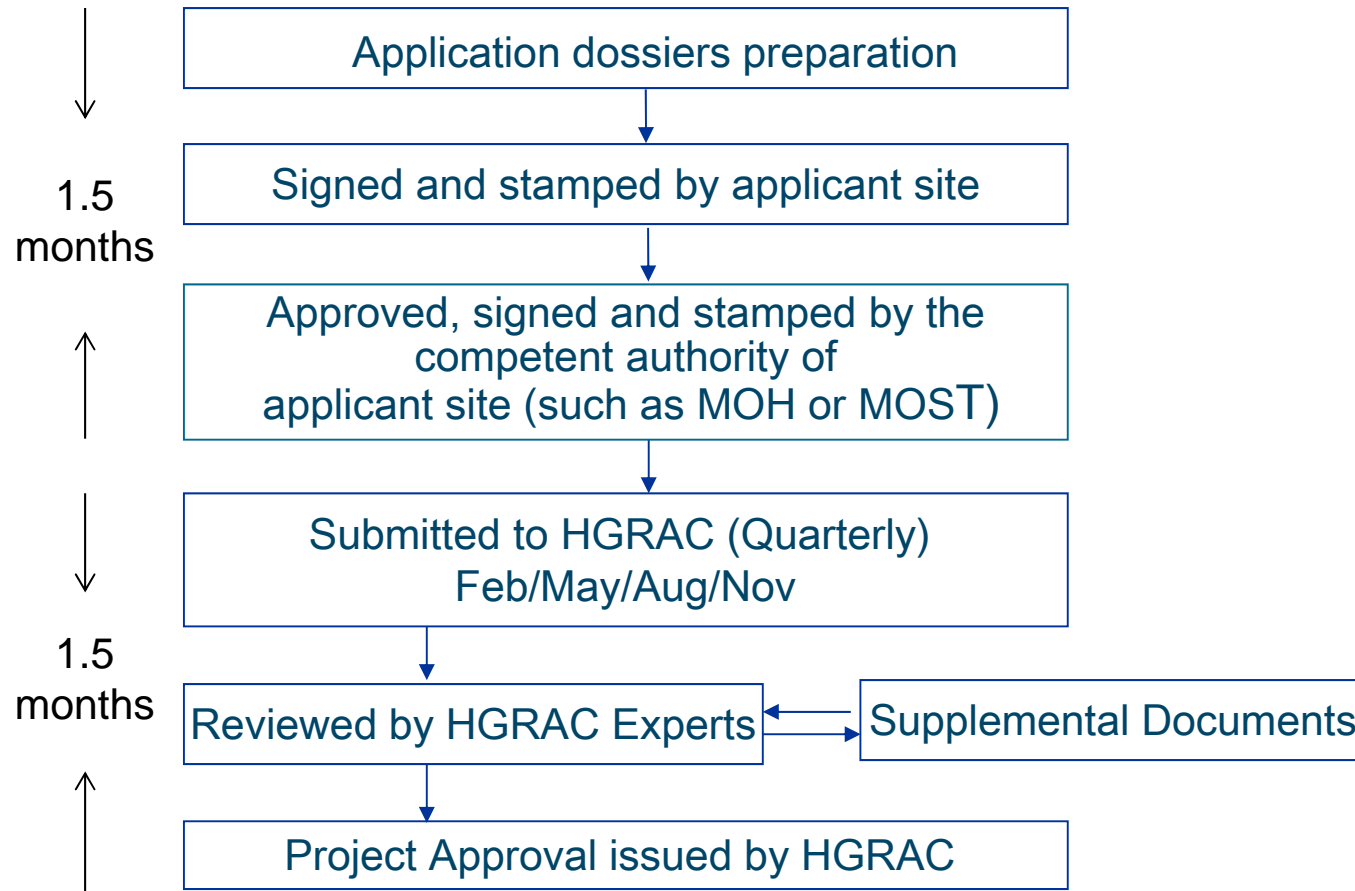 Application dossiers preparation
1.5
months
Signed and stamped by applicant site
Approved, signed and stamped by the
competent authority of
applicant site (such as MOH or MOST)
Submitted to HGRAC (Quarterly)
Feb/May/Aug/Nov
1.5
months
Reviewed by HGRAC Experts
Supplemental Documents
Project Approval issued by HGRAC